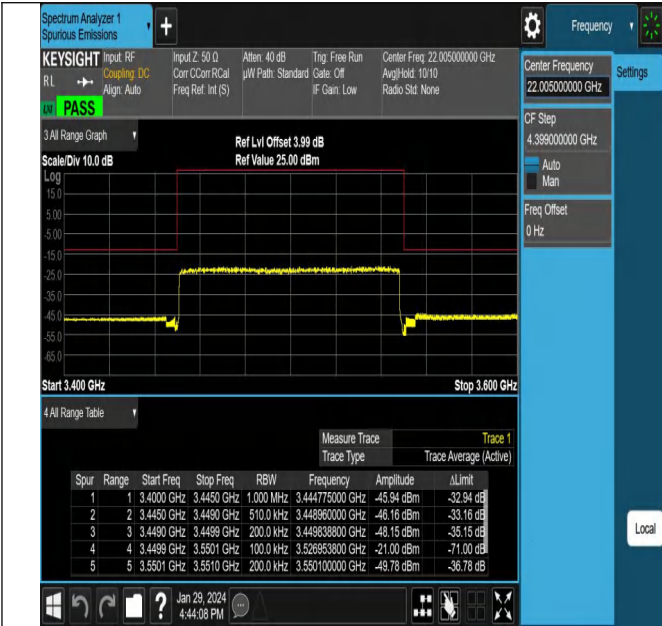 Spectrum Analyzer 1
Spurious Emissions
Frequency
KEYSIGHT
RL
LXI PASS
Input: RF
Coupling: DC
Align: Auto
Input Z: 50 Ω
Corr CCorr RCal
Freq Ref: Int (S)
Atten: 40 dB
µW Path: Standard
Trig: Free Run
Gate: Off
IF Gain: Low
Center Freq: 22.005000000 GHz
Avg|Hold: 10/10
Radio Std: None
Center Frequency
22.005000000 GHz
Settings
CF Step
4.399000000 GHz
Auto
Man
Freq Offset
0 Hz
Local
3 All Range Graph
Scale/Div 10.0 dB
Ref Lvl Offset 3.99 dB
Ref Value 25.00 dBm
Log
15.0
5.00
-5.00
-15.0
-25.0
-35.0
-45.0
-55.0
-65.0
Start 3.400 GHz
Stop 3.600 GHz
4 All Range Table
Measure Trace Trace 1
Trace Type Trace Average (Active)
Spur Range Start Freq Stop Freq RBW Frequency Amplitude ΔLimit
1 1 3.4000 GHz 3.4450 GHz 1.000 MHz 3.444775000 GHz -45.94 dBm -32.94 dB
2 2 3.4450 GHz 3.4490 GHz 510.0 kHz 3.448960000 GHz -46.16 dBm -33.16 dB
3 3 3.4490 GHz 3.4499 GHz 200.0 kHz 3.449838800 GHz -48.15 dBm -35.15 dB
4 4 3.4499 GHz 3.5501 GHz 100.0 kHz 3.526953800 GHz -21.00 dBm -71.00 dB
5 5 3.5501 GHz 3.5510 GHz 200.0 kHz 3.550100000 GHz -49.78 dBm -36.78 dB
Jan 29, 2024
4:44:08 PM